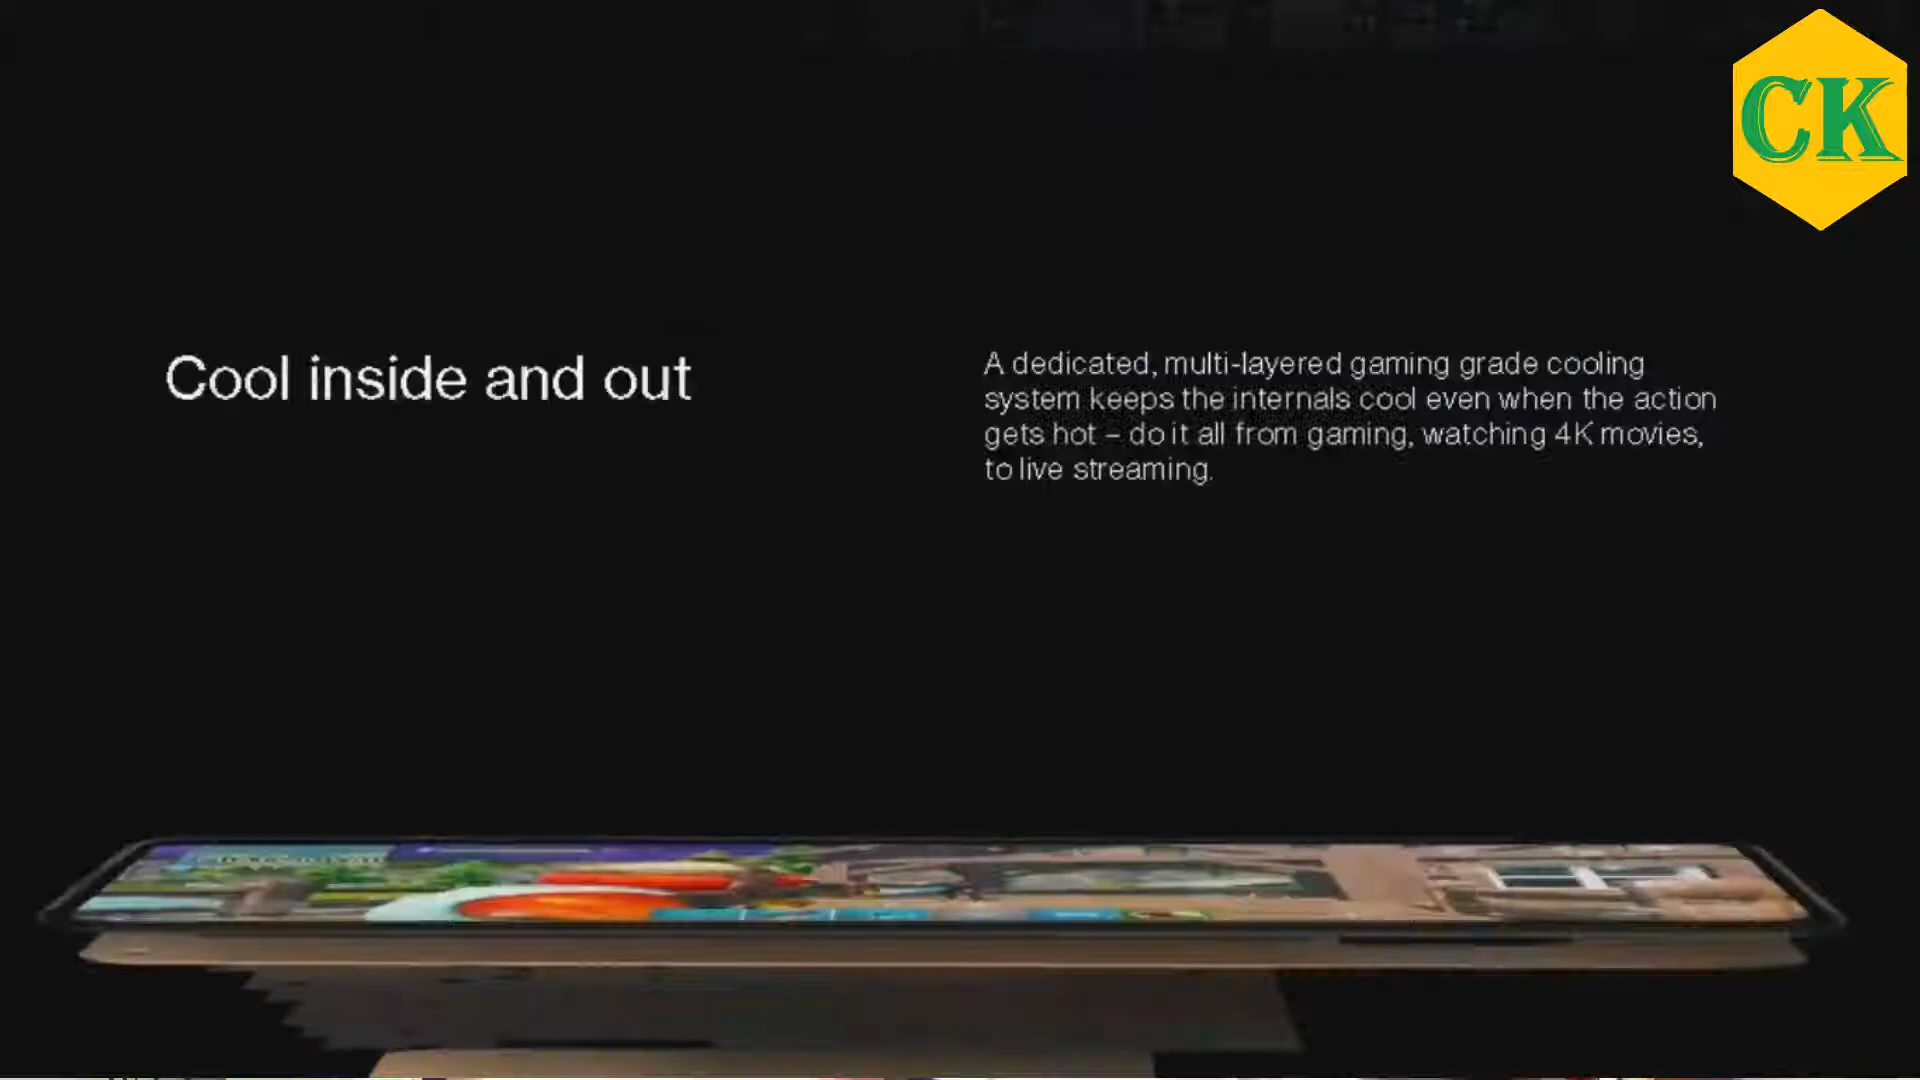 CK
Cool inside and out
A dedicated, multi-layered gaming grade cooling
system keeps the internals cool even when the action
gets hot – do it all from gaming, watching 4K movies,
to live streaming.